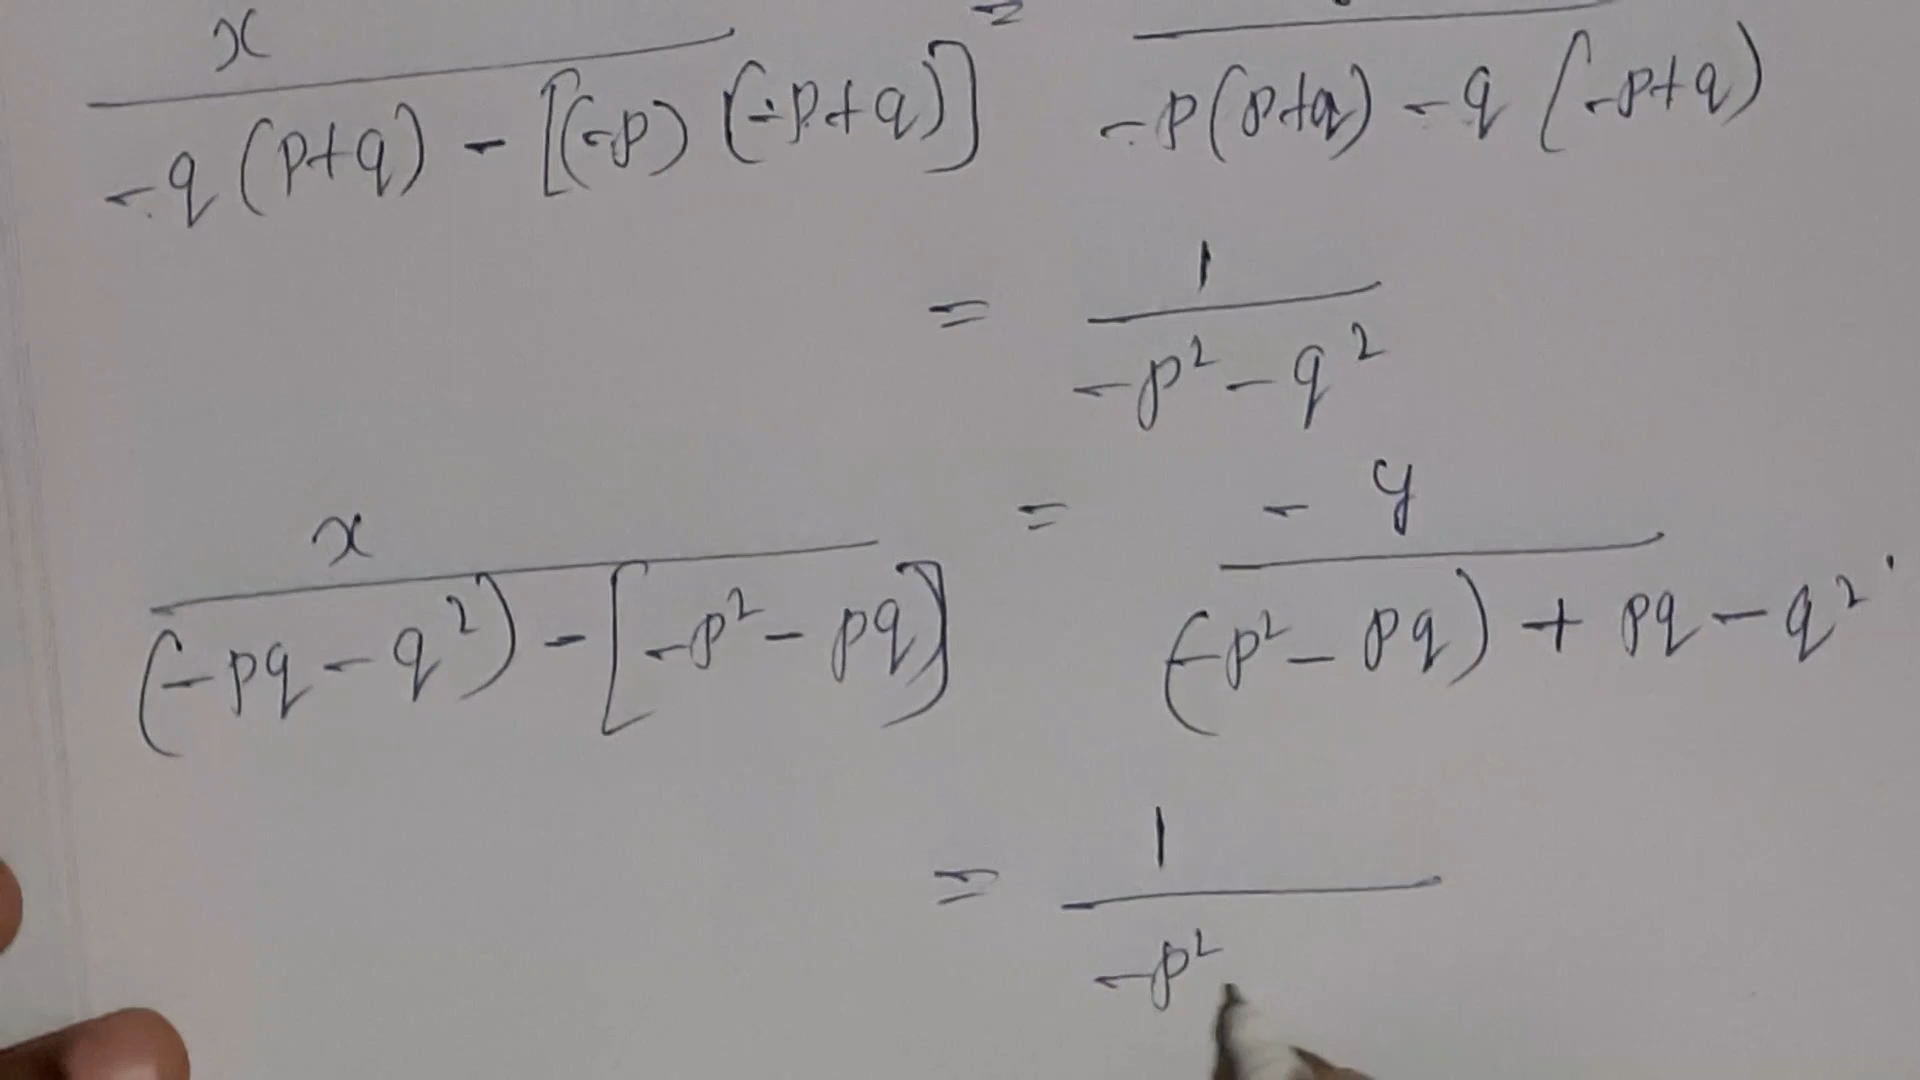 x / -q(p+q) - [(-p)(-p+q)] = / -p(p+q) - q(-p+q)
= 1 / -p² - q²
x / (-pq - q²) - [-p² - pq] = -y / (-p² - pq) + pq - q²
= 1 / -p²